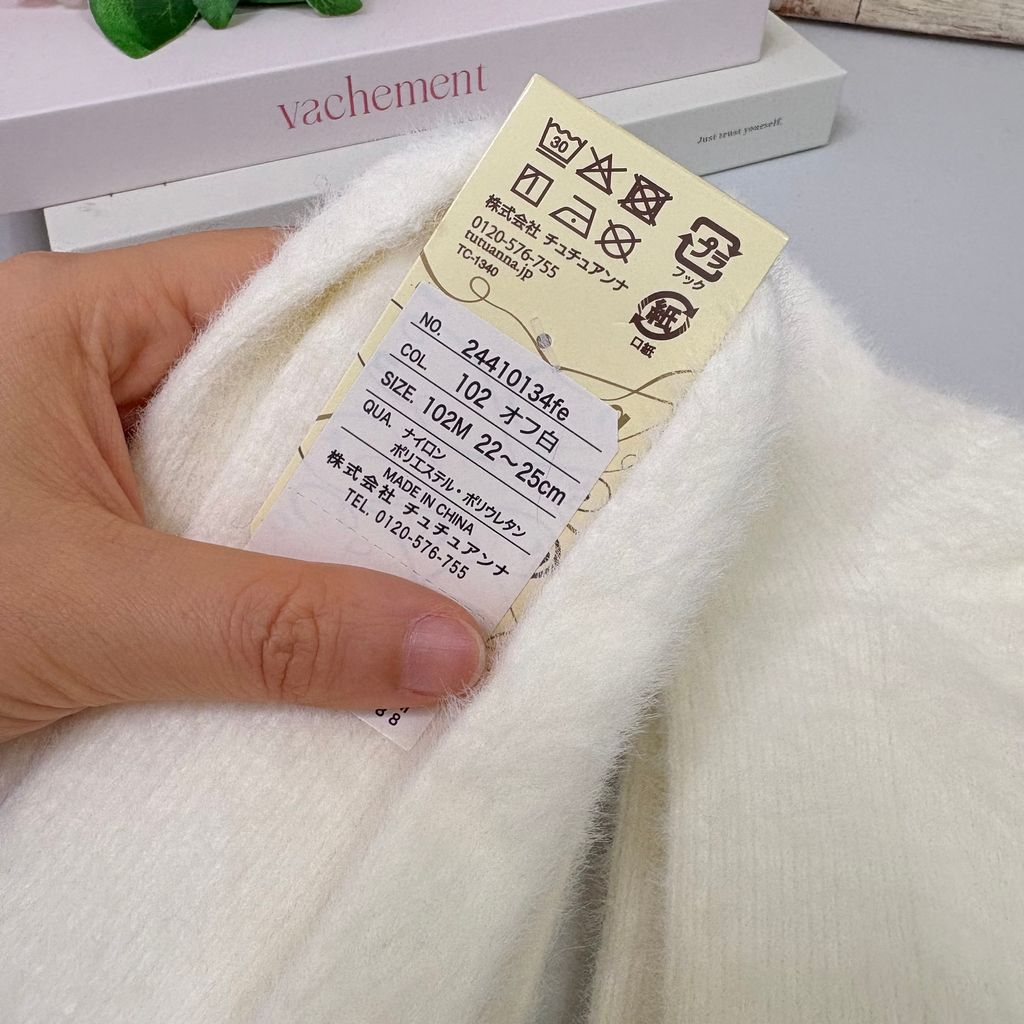 vachement
Just trust yourself.
30
株式会社 チュチュアンナ
0120-576-755
tutuanna.jp
TC-1340
プラ
フック
紙
口紙
NO. 24410134fe
COL. 102 オフ白
SIZE. 102M 22～25cm
QUA. ナイロン
ポリエステル・ポリウレタン
MADE IN CHINA
株式会社 チュチュアンナ
TEL. 0120-576-755
88